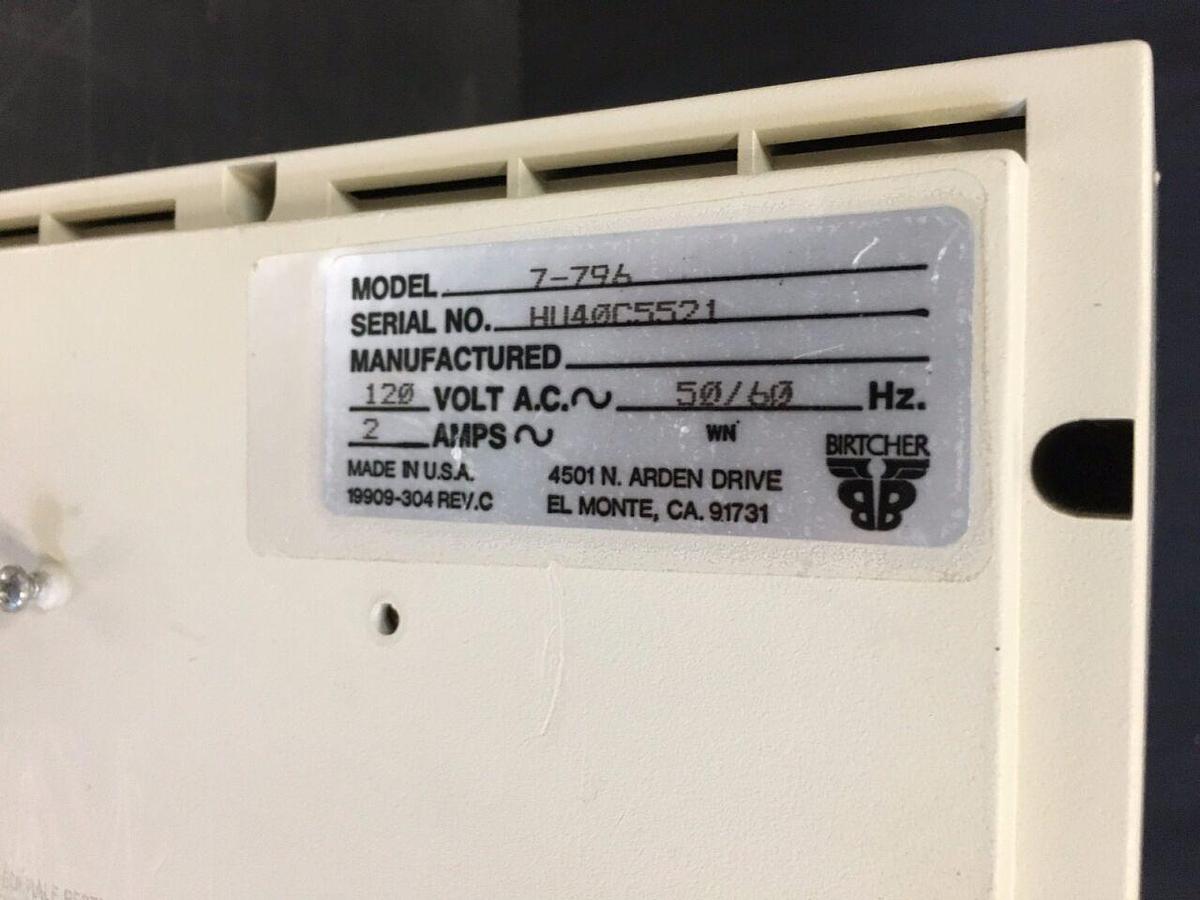 MODEL 7-796
SERIAL NO. HU40C5521
MANUFACTURED
120 VOLT A.C.~ 50/60 Hz.
2 AMPS ~ WN
MADE IN U.S.A. 4501 N. ARDEN DRIVE
19909-304 REV.C EL MONTE, CA. 91731
BIRTCHER